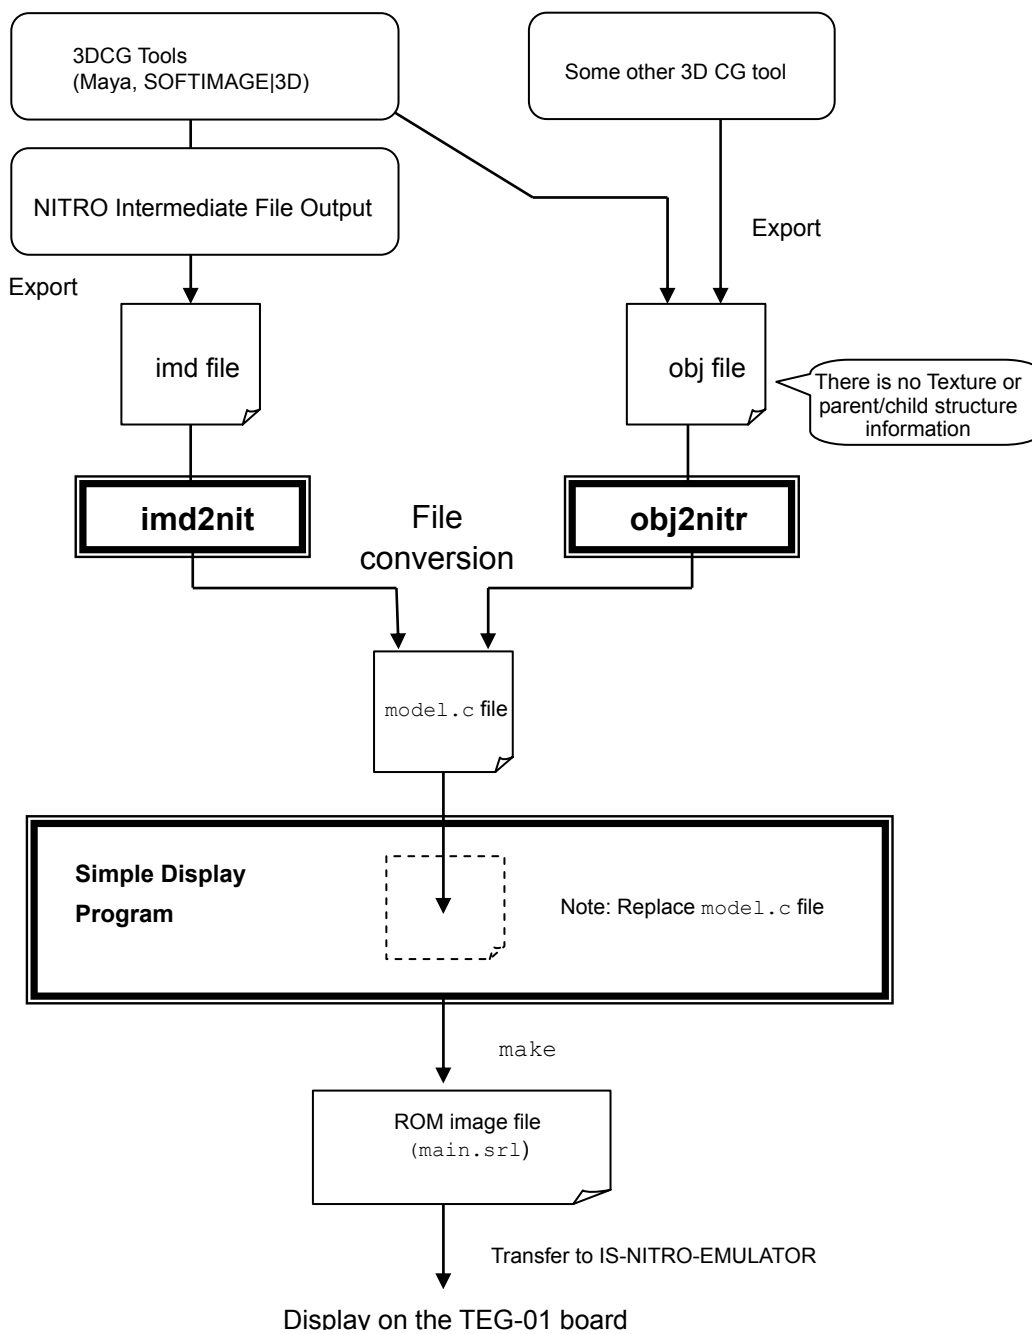 3DCG Tools
(Maya, SOFTIMAGE|3D)
Some other 3D CG tool
NITRO Intermediate File Output
Export
Export
imd file
obj file
There is no Texture or
parent/child structure
information
imd2nit
File
conversion
obj2nitr
model.c file
Simple Display
Program
Note: Replace model.c file
make
ROM image file
(main.srl)
Transfer to IS-NITRO-EMULATOR
Display on the TEG-01 board